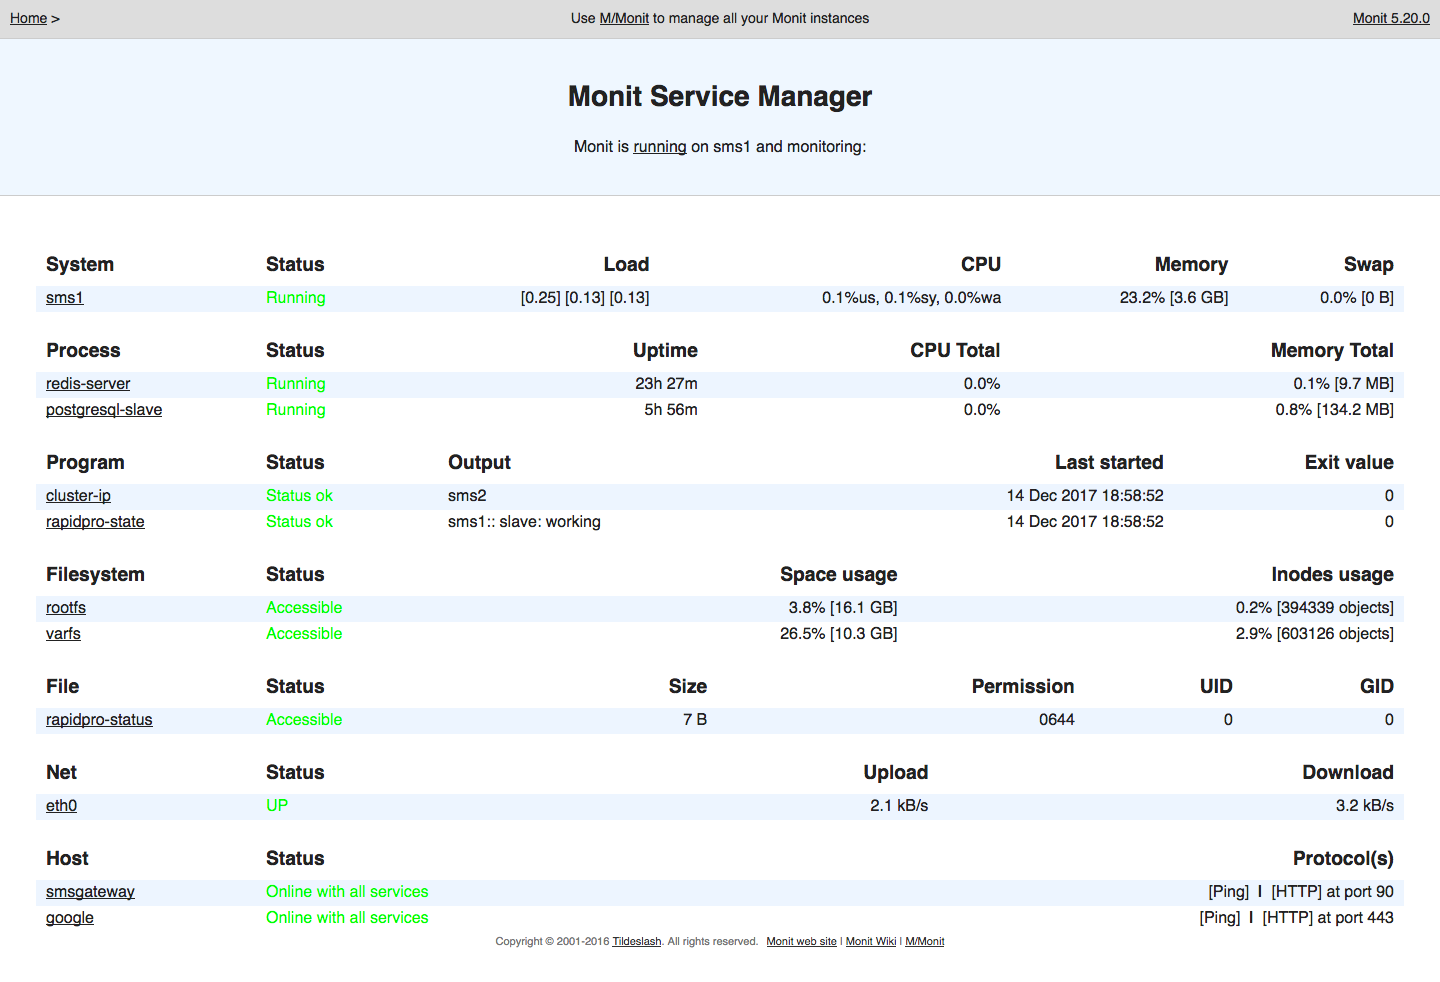 Home > Use M/Monit to manage all your Monit instances Monit 5.20.0
Monit Service Manager
Monit is running on sms1 and monitoring:
System Status Load CPU Memory Swap
sms1 Running [0.25] [0.13] [0.13] 0.1%us, 0.1%sy, 0.0%wa 23.2% [3.6 GB] 0.0% [0 B]
Process Status Uptime CPU Total Memory Total
redis-server Running 23h 27m 0.0% 0.1% [9.7 MB]
postgresql-slave Running 5h 56m 0.0% 0.8% [134.2 MB]
Program Status Output Last started Exit value
cluster-ip Status ok sms2 14 Dec 2017 18:58:52 0
rapidpro-state Status ok sms1:: slave: working 14 Dec 2017 18:58:52 0
Filesystem Status Space usage Inodes usage
rootfs Accessible 3.8% [16.1 GB] 0.2% [394339 objects]
varfs Accessible 26.5% [10.3 GB] 2.9% [603126 objects]
File Status Size Permission UID GID
rapidpro-status Accessible 7 B 0644 0 0
Net Status Upload Download
eth0 UP 2.1 kB/s 3.2 kB/s
Host Status Protocol(s)
smsgateway Online with all services [Ping] | [HTTP] at port 90
google Online with all services [Ping] | [HTTP] at port 443
Copyright © 2001-2016 Tildeslash. All rights reserved. Monit web site | Monit Wiki | M/Monit